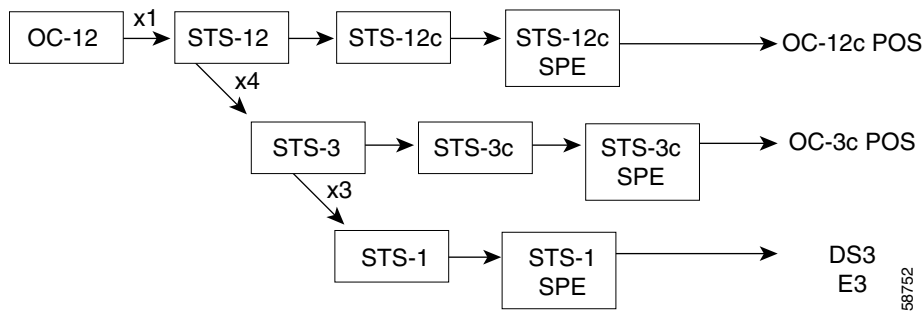 x1
OC-12
STS-12
STS-12c
STS-12c
SPE
OC-12c POS
x4
STS-3
STS-3c
STS-3c
SPE
OC-3c POS
x3
STS-1
STS-1
SPE
DS3
E3
58752